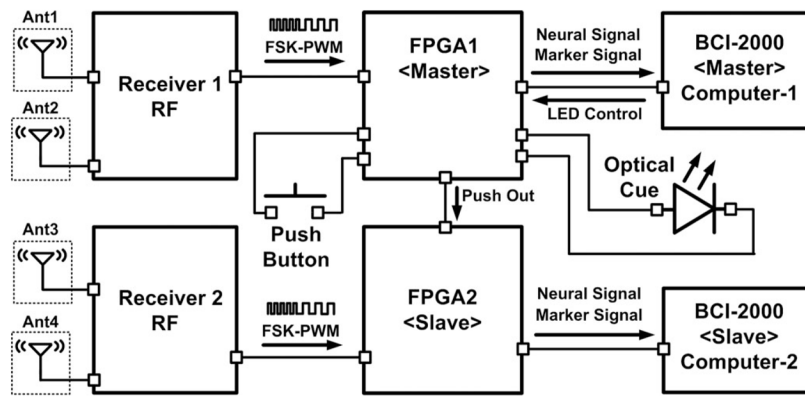 Ant1
Ant2
Receiver 1
RF
FSK-PWM
FPGA1
<Master>
Neural Signal
Marker Signal
LED Control
BCI-2000
<Master>
Computer-1
Push
Button
Push Out
Optical
Cue
Ant3
Ant4
Receiver 2
RF
FSK-PWM
FPGA2
<Slave>
Neural Signal
Marker Signal
BCI-2000
<Slave>
Computer-2